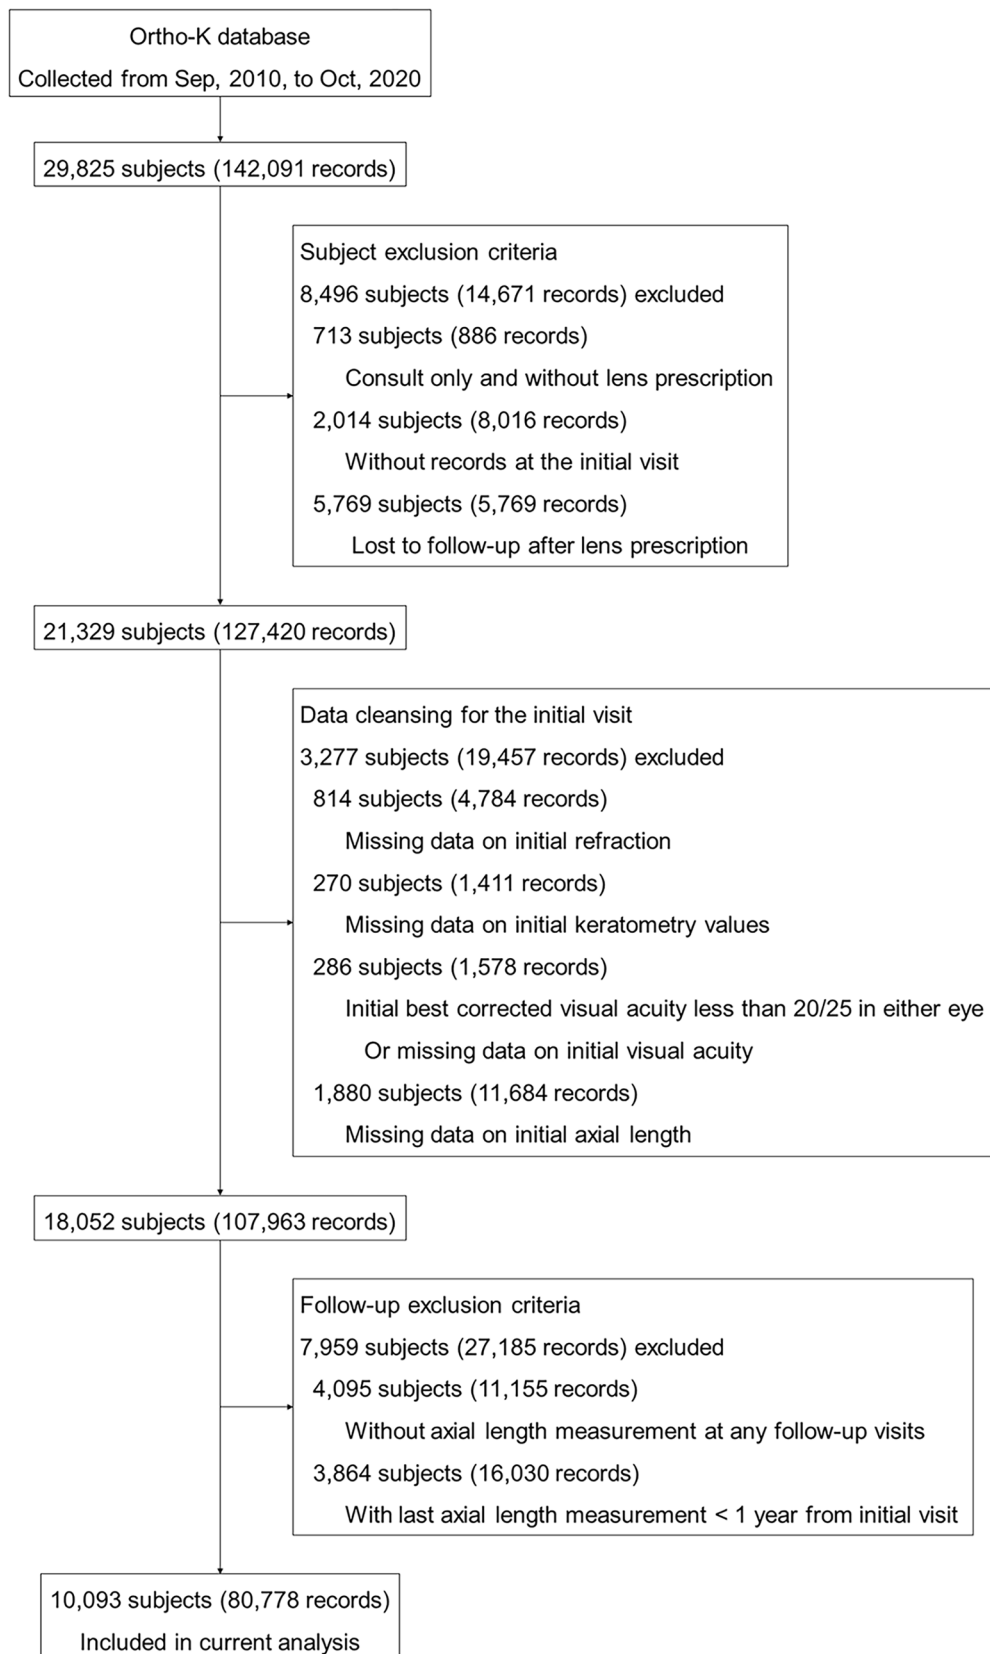 Ortho-K database
Collected from Sep, 2010, to Oct, 2020
29,825 subjects (142,091 records)
Subject exclusion criteria
8,496 subjects (14,671 records) excluded
713 subjects (886 records)
Consult only and without lens prescription
2,014 subjects (8,016 records)
Without records at the initial visit
5,769 subjects (5,769 records)
Lost to follow-up after lens prescription
21,329 subjects (127,420 records)
Data cleansing for the initial visit
3,277 subjects (19,457 records) excluded
814 subjects (4,784 records)
Missing data on initial refraction
270 subjects (1,411 records)
Missing data on initial keratometry values
286 subjects (1,578 records)
Initial best corrected visual acuity less than 20/25 in either eye
Or missing data on initial visual acuity
1,880 subjects (11,684 records)
Missing data on initial axial length
18,052 subjects (107,963 records)
Follow-up exclusion criteria
7,959 subjects (27,185 records) excluded
4,095 subjects (11,155 records)
Without axial length measurement at any follow-up visits
3,864 subjects (16,030 records)
With last axial length measurement < 1 year from initial visit
10,093 subjects (80,778 records)
Included in current analysis